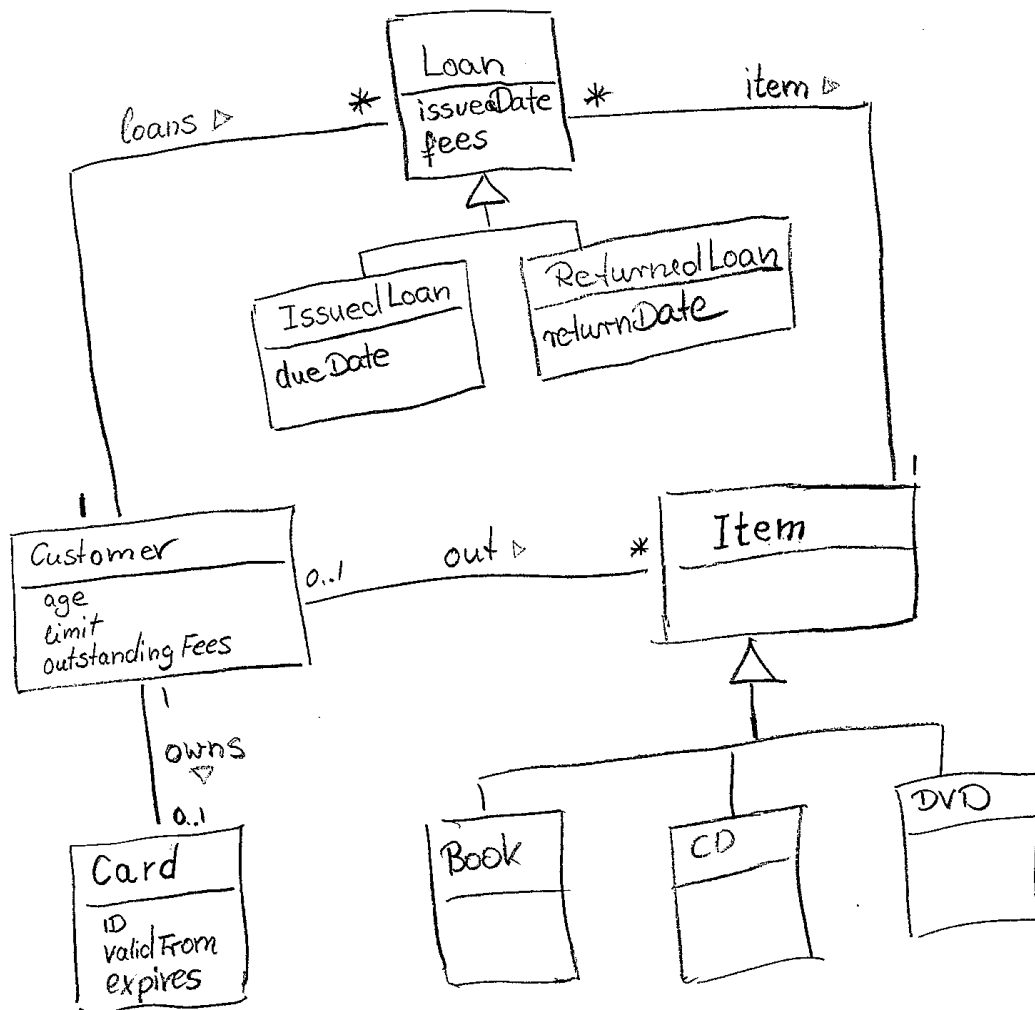 Loan
issuedDate
fees
loans ▷
*
*
item ▷
IssuedLoan
dueDate
ReturnedLoan
returnDate
1
1
Customer
age
limit
outstanding Fees
0..1
out ▷
*
Item
1
owns
▽
0..1
Card
ID
validFrom
expires
Book
CD
DVD